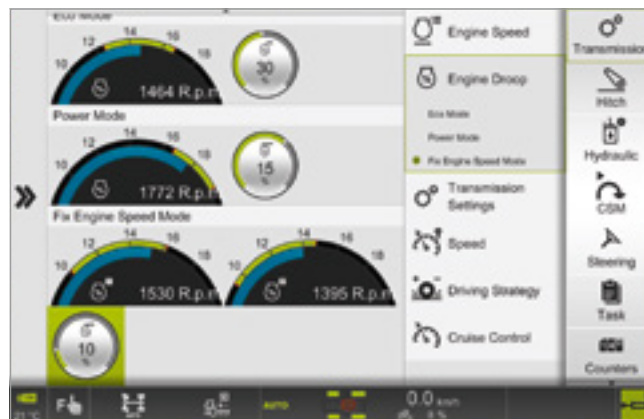 Eco Mode
10
12
14
16
18
1464 R.p.m
30
%
Power Mode
10
12
14
16
18
1772 R.p.m
15
%
Fix Engine Speed Mode
10
12
14
16
18
1530 R.p.m
10
12
14
16
18
1395 R.p.m
10
%
Engine Speed
Engine Droop
Eco Mode
Power Mode
Fix Engine Speed Mode
Transmission
Settings
Speed
Driving Strategy
Cruise Control
Transmission
Hitch
Hydraulic
CSM
Steering
Task
Counters
21 °C
F
AUTO
0.0 km/h
0 %